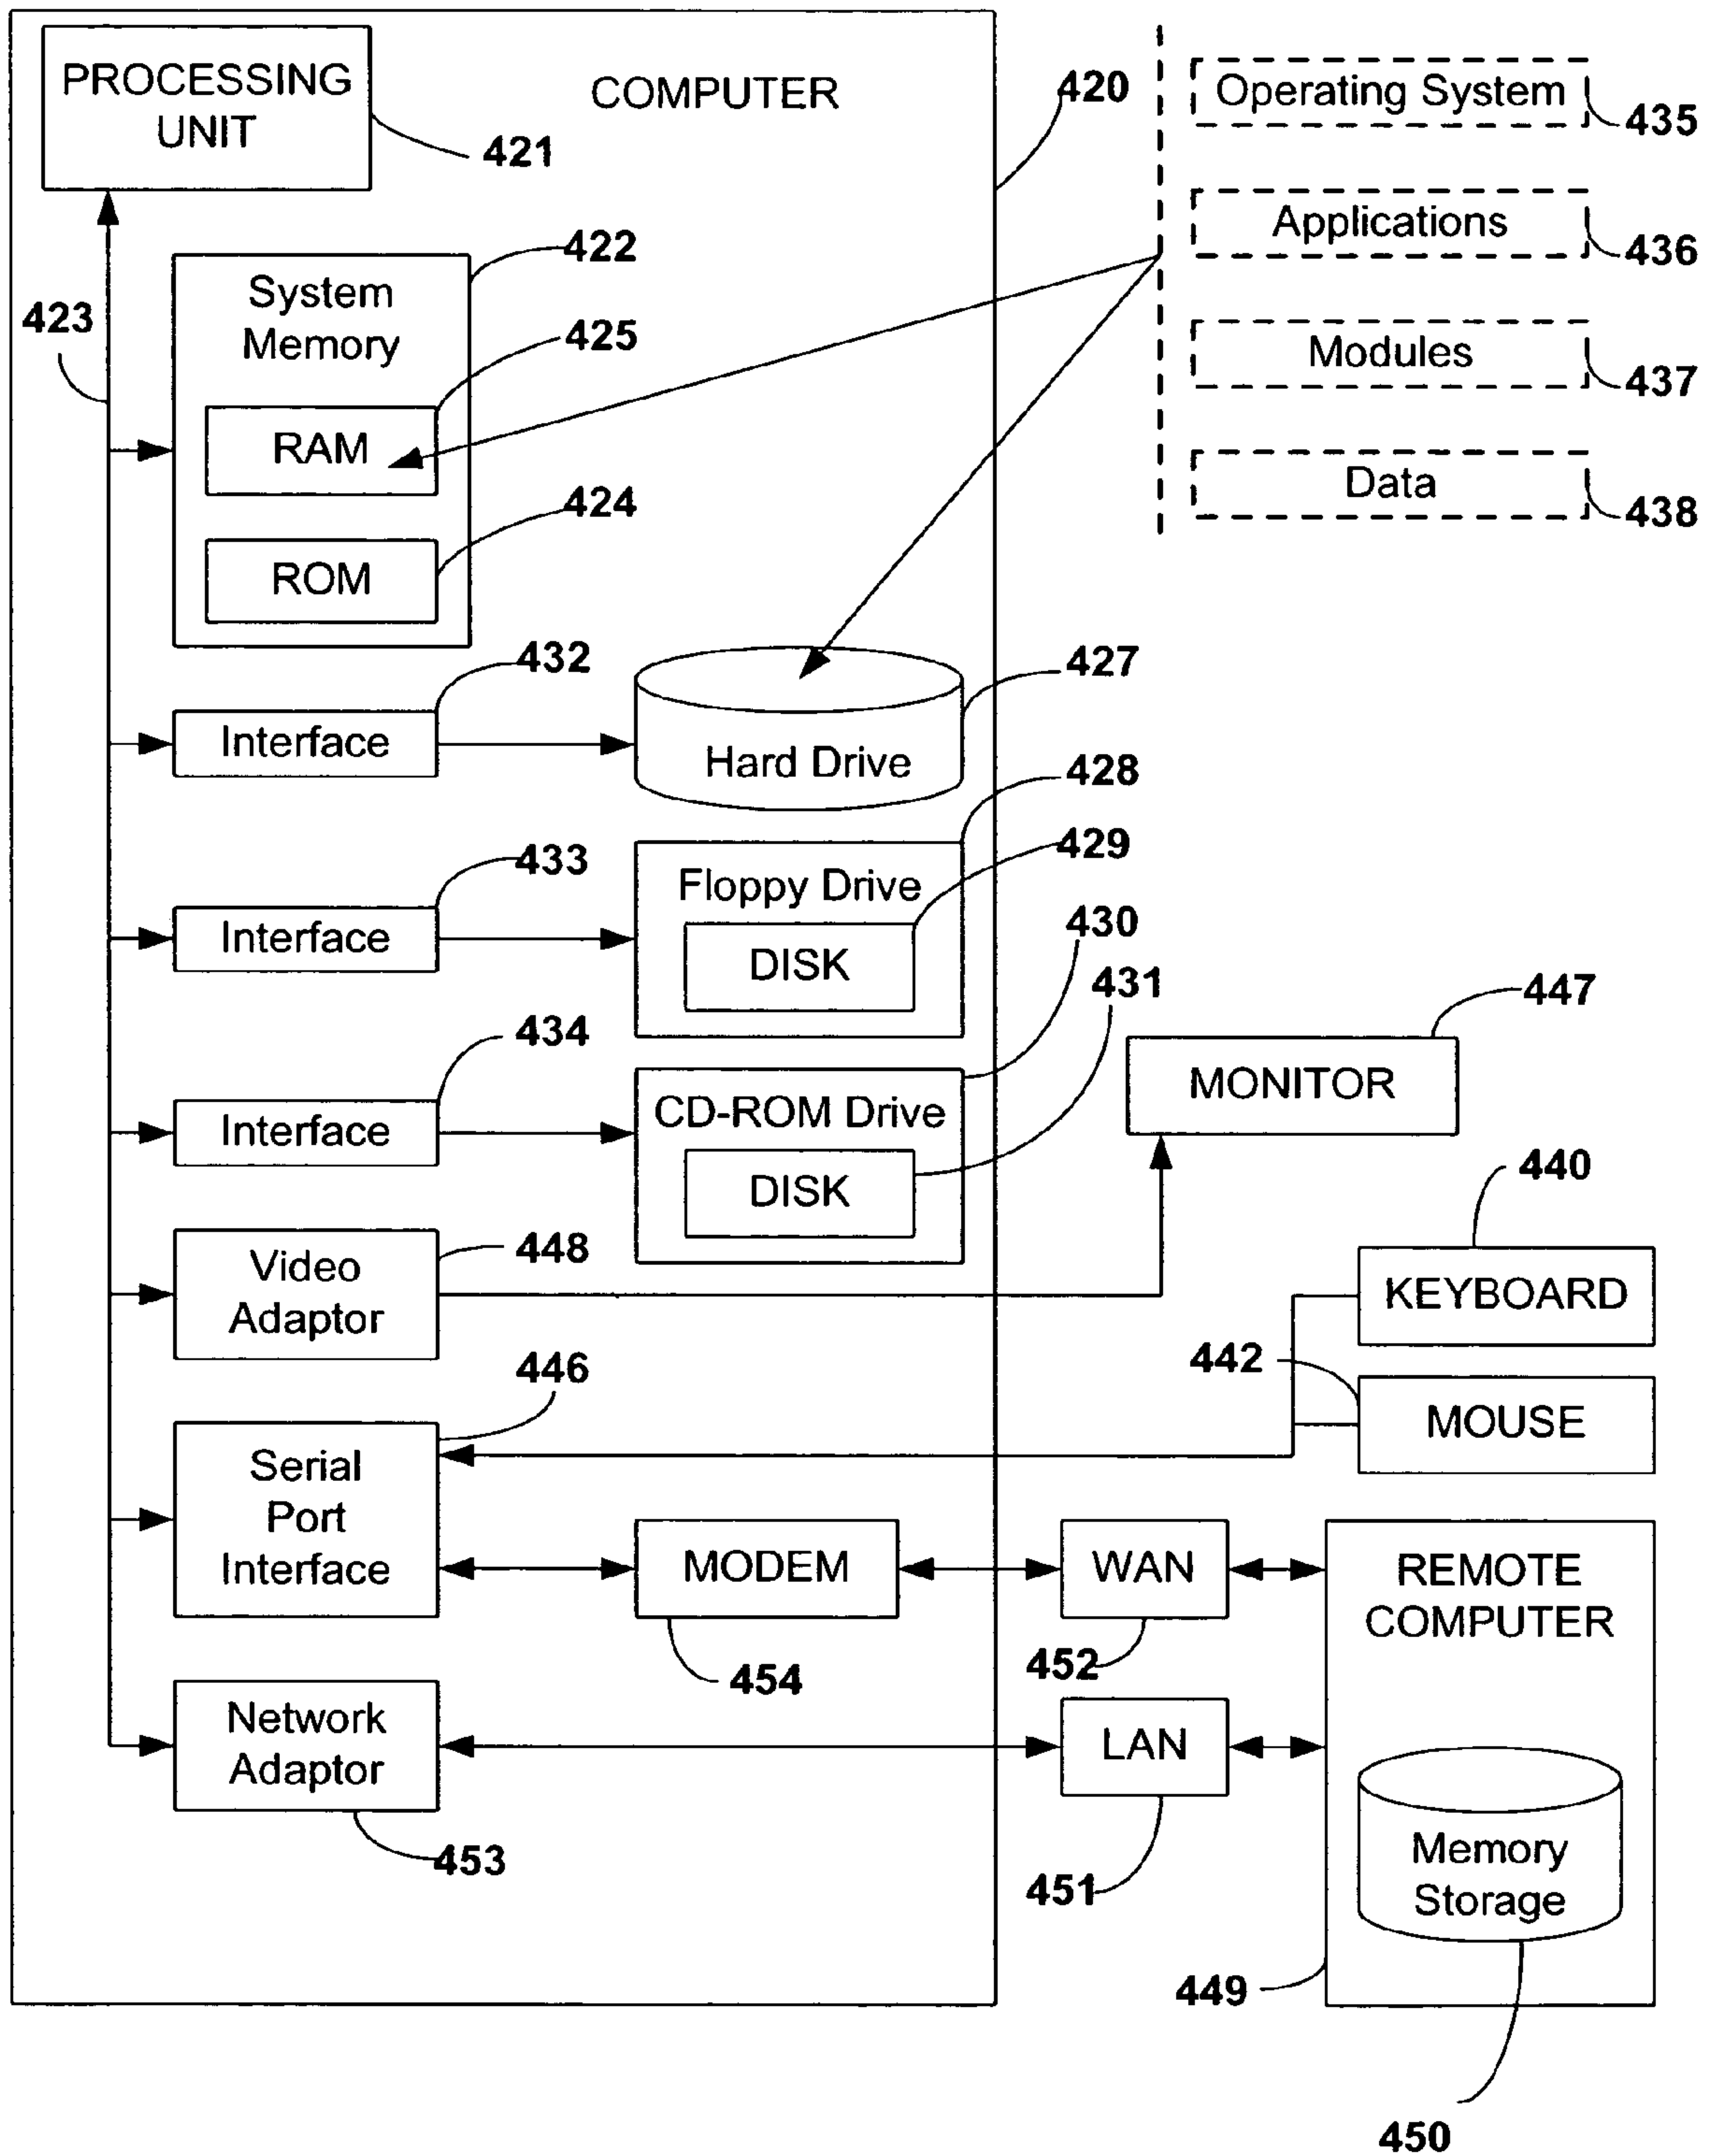 PROCESSING
UNIT
421
COMPUTER
420
Operating System
435
Applications
436
Modules
437
Data
438
423
422
System
Memory
425
RAM
424
ROM
432
Interface
427
Hard Drive
433
Interface
428
Floppy Drive
429
DISK
434
Interface
430
CD-ROM Drive
431
DISK
447
MONITOR
448
Video
Adaptor
440
KEYBOARD
442
MOUSE
446
Serial
Port
Interface
MODEM
454
WAN
452
REMOTE
COMPUTER
Network
Adaptor
453
LAN
451
Memory
Storage
449
450